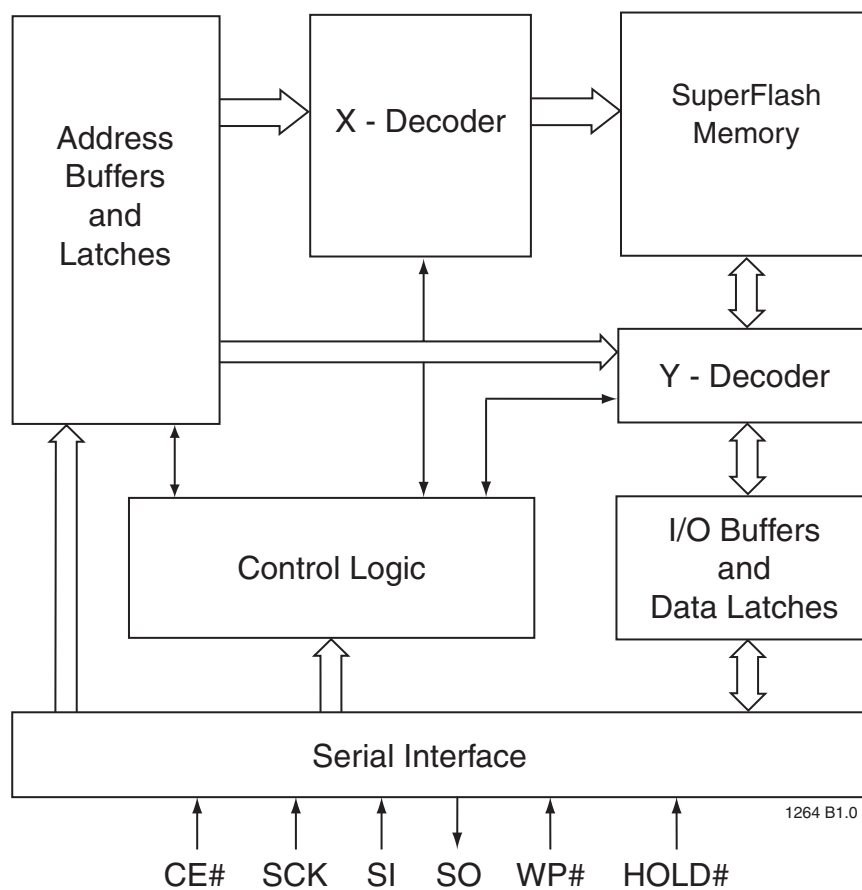 Address
Buffers
and
Latches
X - Decoder
SuperFlash
Memory
Y - Decoder
Control Logic
I/O Buffers
and
Data Latches
Serial Interface
1264 B1.0
CE# SCK SI SO WP# HOLD#